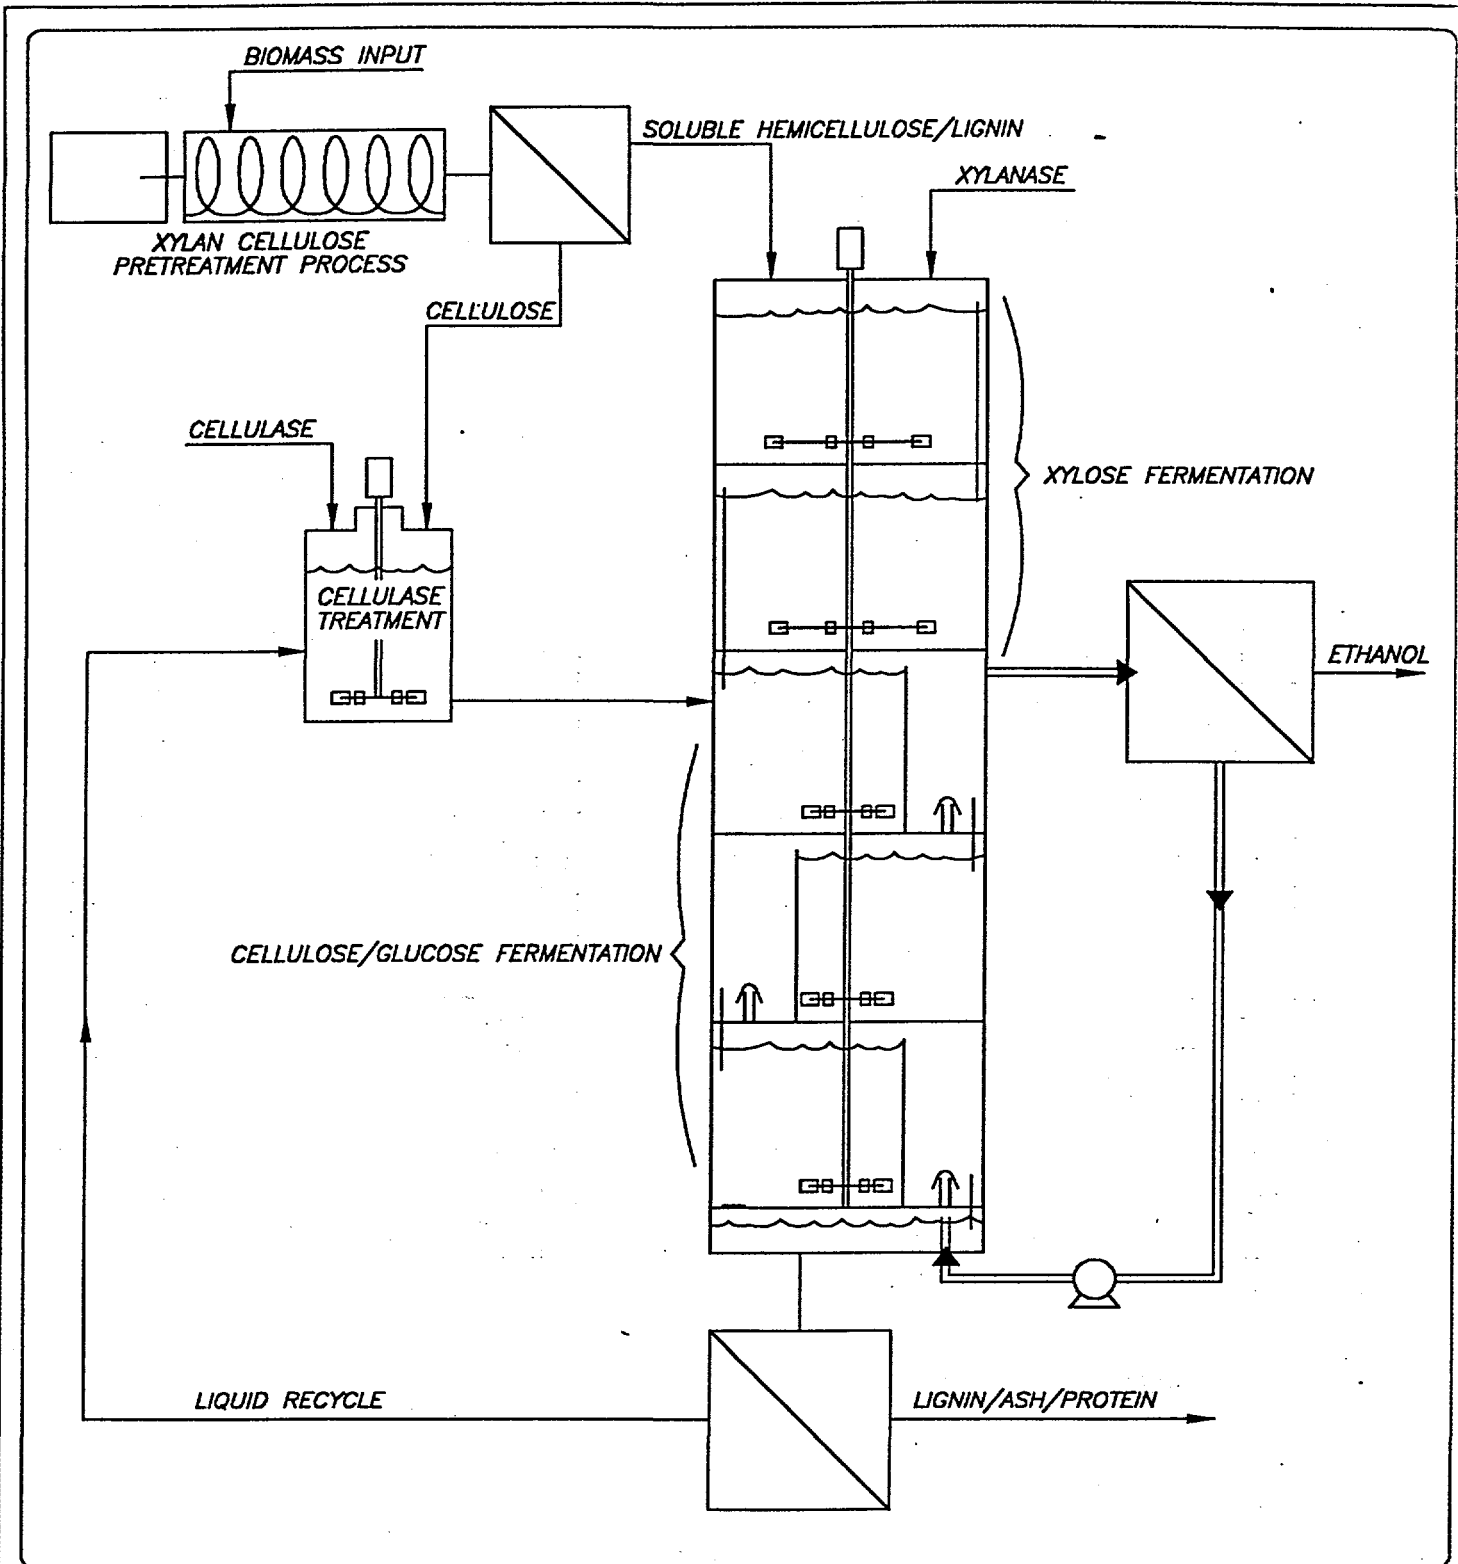 BIOMASS INPUT
SOLUBLE HEMICELLULOSE/LIGNIN
XYLANASE
XYLAN CELLULOSE
PRETREATMENT PROCESS
CELLULOSE
CELLULASE
XYLOSE FERMENTATION
CELLULASE
TREATMENT
ETHANOL
CELLULOSE/GLUCOSE FERMENTATION
LIQUID RECYCLE
LIGNIN/ASH/PROTEIN